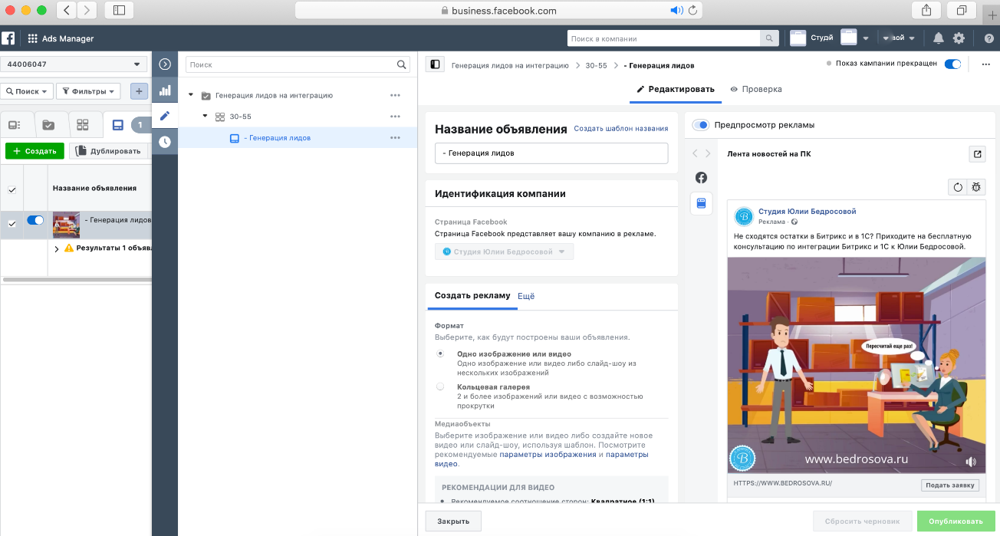 business.facebook.com
Ads Manager
Поиск в компании
Студй
вой
44006047
Поиск
Генерация лидов на интеграцию
30-55
- Генерация лидов
Показ кампании прекращен
Поиск
Фильтры
+
Генерация лидов на интеграцию
30-55
- Генерация лидов
Редактировать
Проверка
1
+ Создать
Дублировать
Название объявления
- Генерация лидов
Результаты 1 объяв
Название объявления
Создать шаблон названия
- Генерация лидов
Идентификация компании
Страница Facebook
Страница Facebook представляет вашу компанию в рекламе.
Студия Юлии Бедросовой
Создать рекламу
Ещё
Формат
Выберите, как будут построены ваши объявления.
Одно изображение или видео
Одно изображение или видео либо слайд-шоу из
нескольких изображений
Кольцевая галерея
2 и более изображений или видео с возможностью
прокрутки
Медиаобъекты
Выберите изображение или видео либо создайте новое
видео или слайд-шоу, используя шаблон. Посмотрите
рекомендуемые параметры изображения и параметры
видео.
РЕКОМЕНДАЦИИ ДЛЯ ВИДЕО
• Рекомендуемое соотношение сторон: Квадратное (1:1)
Предпросмотр рекламы
Лента новостей на ПК
Студия Юлии Бедросовой
Реклама ·
Не сходятся остатки в Битрикс и в 1С? Приходите на бесплатную
консультацию по интеграции Битрикс и 1С к Юлии Бедросовой.
Пересчитай еще раз!
B
www.bedrosova.ru
HTTPS://WWW.BEDROSOVA.RU/
Подать заявку
Закрыть
Сбросить черновик
Опубликовать